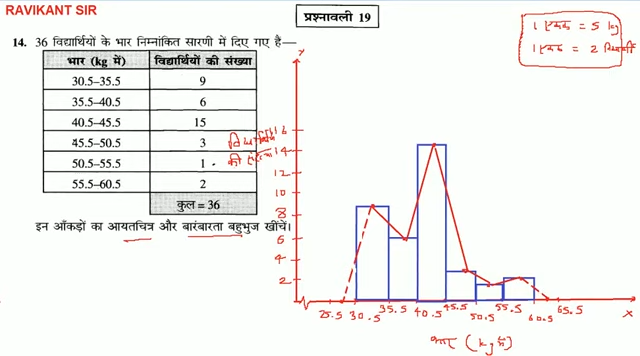 RAVIKANT SIR
प्रश्नावली 19
1 एकक = 5 kg
1 एकक = 2 विद्यार्थी
14. 36 विद्यार्थियों के भार निम्नांकित सारणी में दिए गए हैं—
भार (kg में) विद्यार्थियों की संख्या
30.5–35.5 9
35.5–40.5 6
40.5–45.5 15
45.5–50.5 3
50.5–55.5 1
55.5–60.5 2
कुल = 36
इन आँकड़ों का आयतचित्र और बारंबारता बहुभुज खींचें।
Y
16
14
12
10
8
6
4
2
25.5 30.5 35.5 40.5 45.5 50.5 55.5 60.5 65.5
X
भार (kg में)